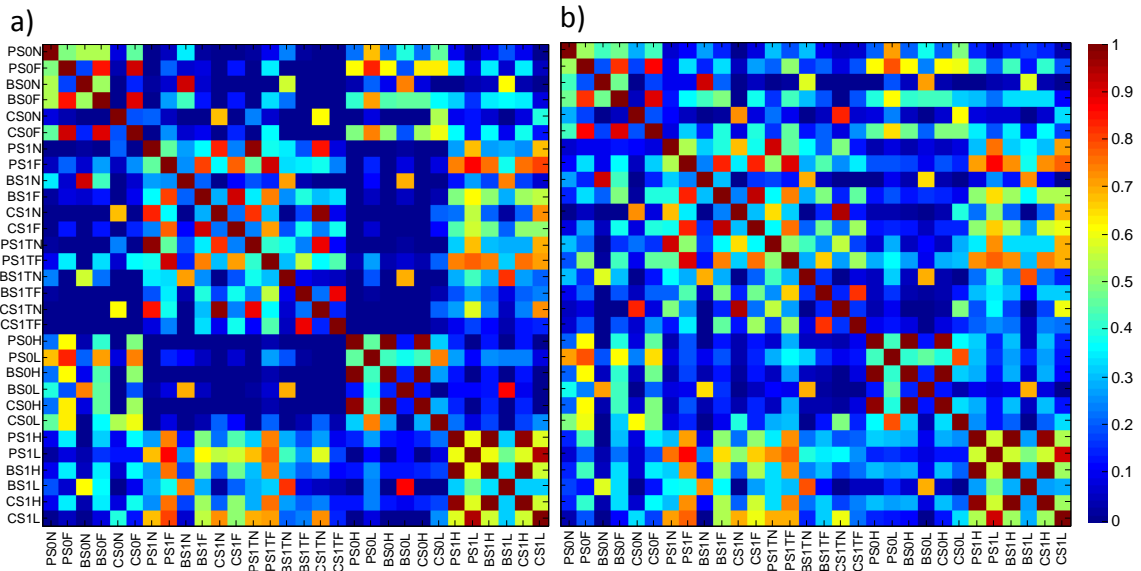 a)
b)
PS0N
PS0F
BS0N
BS0F
CS0N
CS0F
PS1N
PS1F
BS1N
BS1F
CS1N
CS1F
PS1TN
PS1TF
BS1TN
BS1TF
CS1TN
CS1TF
PS0H
PS0L
BS0H
BS0L
CS0H
CS0L
PS1H
PS1L
BS1H
BS1L
CS1H
CS1L
PS0N PS0F BS0N BS0F CS0N CS0F PS1N PS1F BS1N BS1F CS1N CS1F PS1TN PS1TF BS1TN BS1TF CS1TN CS1TF PS0H PS0L BS0H BS0L CS0H CS0L PS1H PS1L BS1H BS1L CS1H CS1L
PS0N PS0F BS0N BS0F CS0N CS0F PS1N PS1F BS1N BS1F CS1N CS1F PS1TN PS1TF BS1TN BS1TF CS1TN CS1TF PS0H PS0L BS0H BS0L CS0H CS0L PS1H PS1L BS1H BS1L CS1H CS1L
1
0.9
0.8
0.7
0.6
0.5
0.4
0.3
0.2
0.1
0